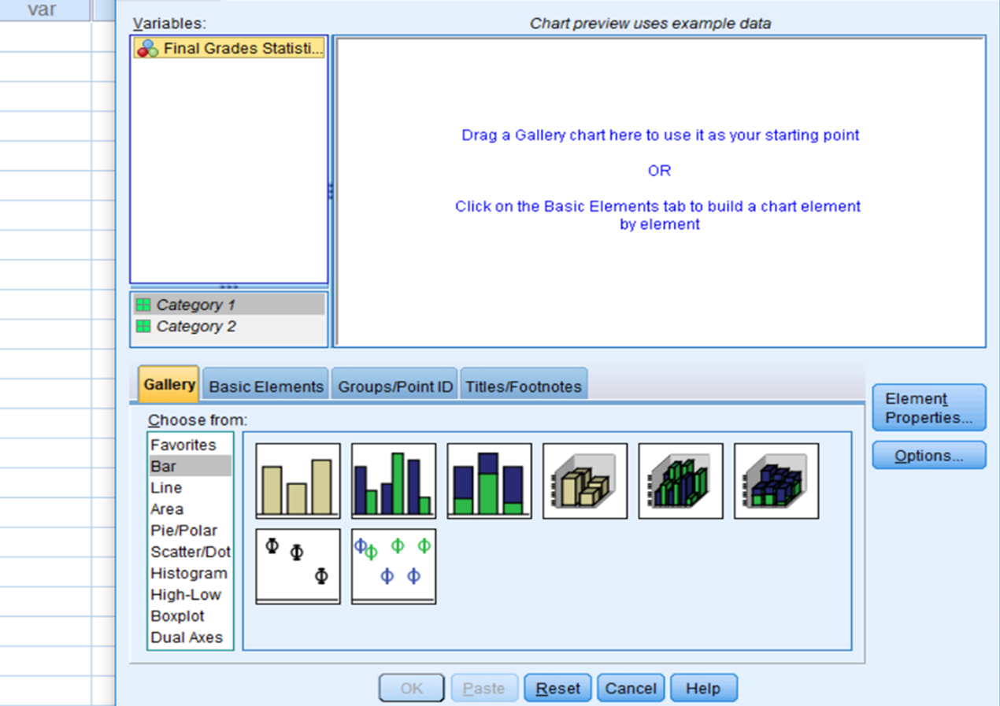 var
Variables:
Chart preview uses example data
Final Grades Statisti...
Drag a Gallery chart here to use it as your starting point
OR
Click on the Basic Elements tab to build a chart element
by element
Category 1
Category 2
Gallery
Basic Elements
Groups/Point ID
Titles/Footnotes
Element
Properties...
Options...
Choose from:
Favorites
Bar
Line
Area
Pie/Polar
Scatter/Dot
Histogram
High-Low
Boxplot
Dual Axes
OK
Paste
Reset
Cancel
Help